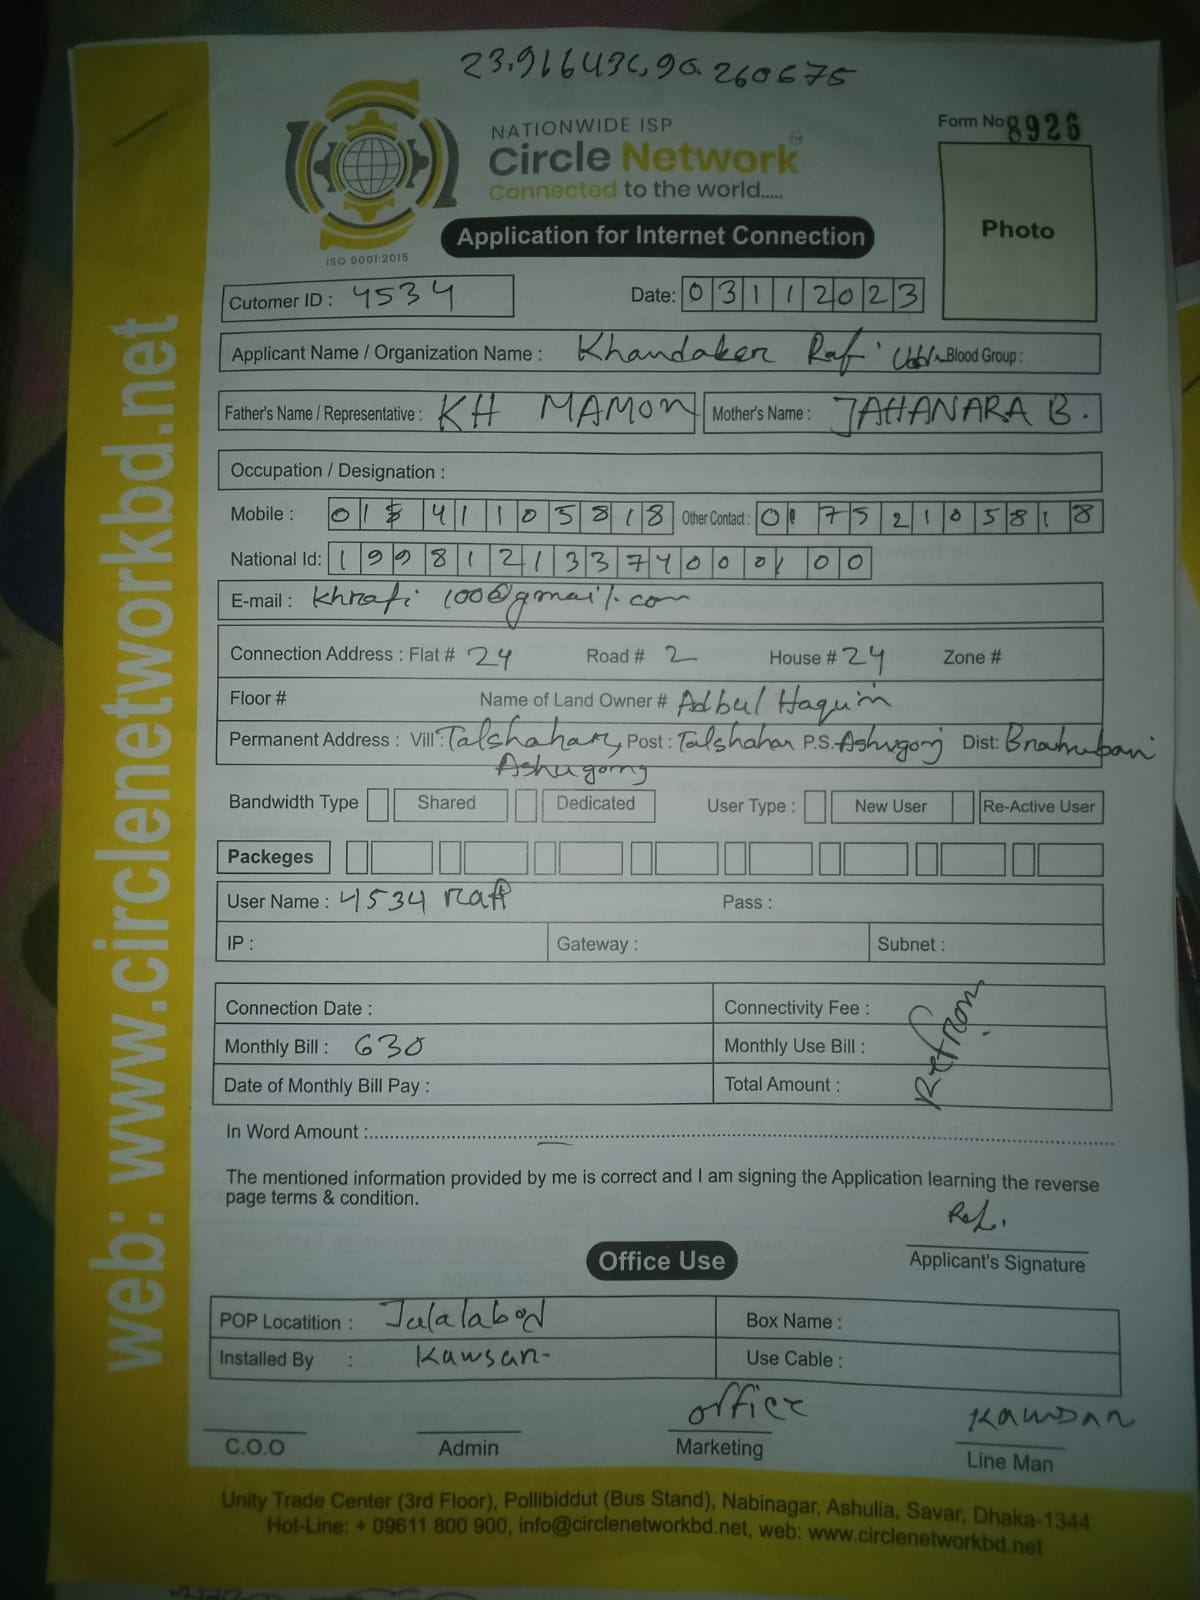 23.916436,90.260675
NATIONWIDE ISP
Circle Network
Connected to the world.....
ISO 9001:2015
Form No 8926
Photo
Application for Internet Connection
Cutomer ID : 4534
Date: 03112023
Applicant Name / Organization Name : Khandaker Rafi Uddin Blood Group :
Father's Name / Representative : KH MAMON Mother's Name : JAHANARA B.
Occupation / Designation :
Mobile : 01 41105818 Other Contact : 01752105818
National Id: 19981213374000100
E-mail : Khrafi100@gmail.com
Connection Address : Flat # 24 Road # 2 House # 24 Zone #
Floor # Name of Land Owner # Adbul Haquin
Permanent Address : Vill : Talshahar, Post : Talshahar P.S. Ashugonj Dist: Brahmbari
Ashugonj
Bandwidth Type Shared Dedicated User Type : New User Re-Active User
Packeges
User Name : 4534 Rafi Pass :
IP : Gateway : Subnet :
Connection Date : Connectivity Fee :
Monthly Bill : 630 Monthly Use Bill :
Date of Monthly Bill Pay : Total Amount :
In Word Amount :
The mentioned information provided by me is correct and I am signing the Application learning the reverse
page terms & condition.
Applicant's Signature
Office Use
POP Locatition : Jalalabad Box Name :
Installed By : Kawsar Use Cable :
office Kawsar
C.O.O Admin Marketing Line Man
Unity Trade Center (3rd Floor), Pollibiddut (Bus Stand), Nabinagar, Ashulia, Savar, Dhaka-1344
Hot-Line: + 09611 800 900, info@circlenetworkbd.net, web: www.circlenetworkbd.net
web: www.circlenetworkbd.net